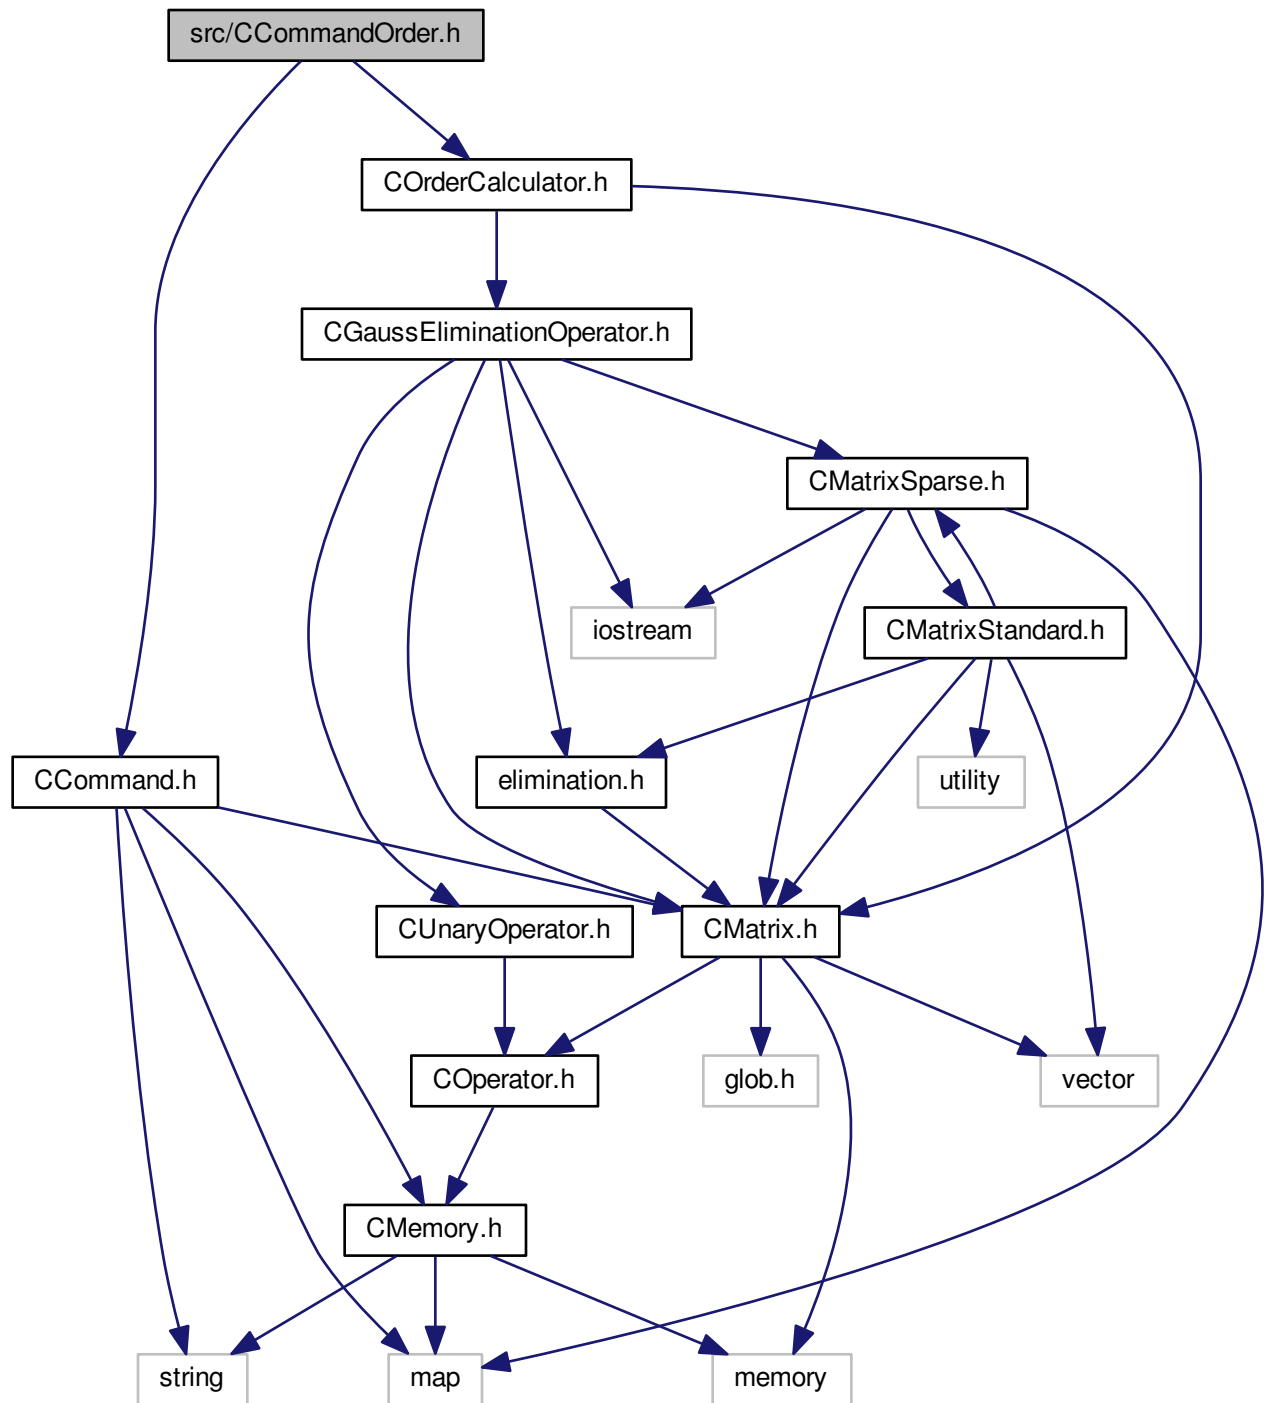 src/CCommandOrder.h
COrderCalculator.h
CGaussEliminationOperator.h
CMatrixSparse.h
iostream
CMatrixStandard.h
CCommand.h
elimination.h
utility
CUnaryOperator.h
CMatrix.h
COperator.h
glob.h
vector
CMemory.h
string
map
memory